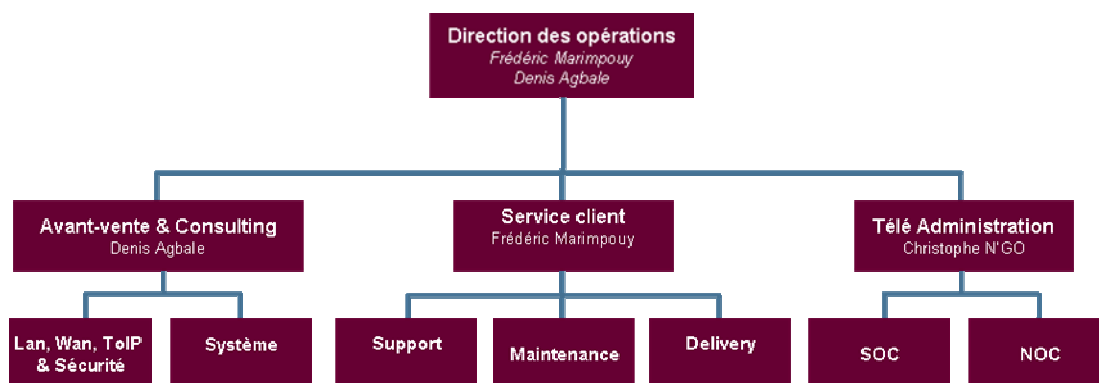 Direction des opérations
Frédéric Marimpouy
Denis Agbale
Avant-vente & Consulting
Denis Agbale
Service client
Frédéric Marimpouy
Télé Administration
Christophe N'GO
Lan, Wan, ToIP
& Sécurité
Système
Support
Maintenance
Delivery
SOC
NOC